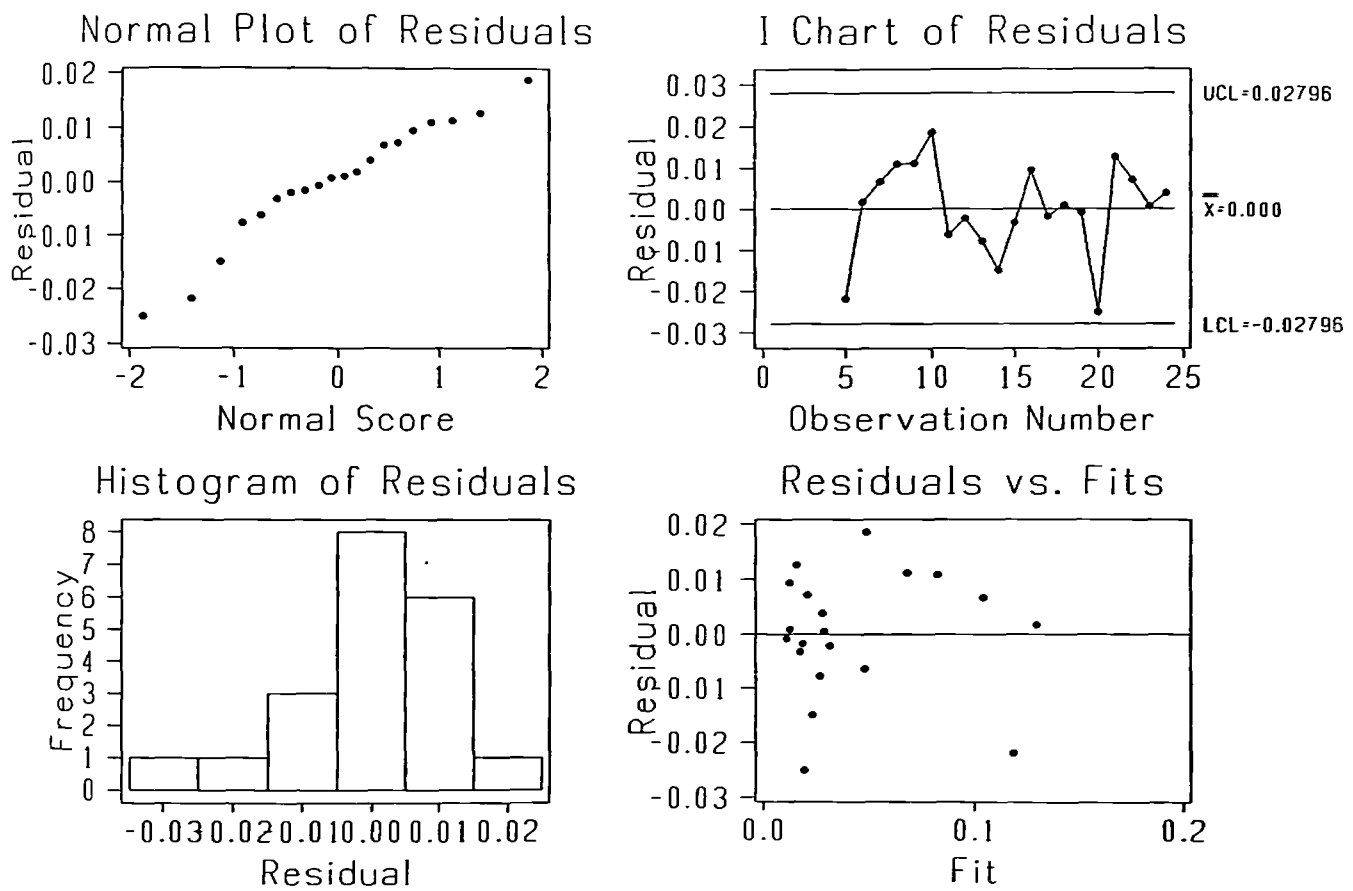 Normal Plot of Residuals
0.02
0.01
0.00
0.01
-0.02
-0.03
Residual
-2 -1 0 1 2
Normal Score
I Chart of Residuals
0.03
0.02
0.01
0.00
0.01
-0.02
-0.03
Residual
UCL=0.02796
X=0.000
LCL=-0.02796
0 5 10 15 20 25
Observation Number
Histogram of Residuals
8
7
6
5
4
3
2
1
0
Frequency
-0.03 0.02 0.01 0.00 0.01 0.02
Residual
Residuals vs. Fits
0.02
0.01
0.00
0.01
-0.02
-0.03
Residual
0.0 0.1 0.2
Fit